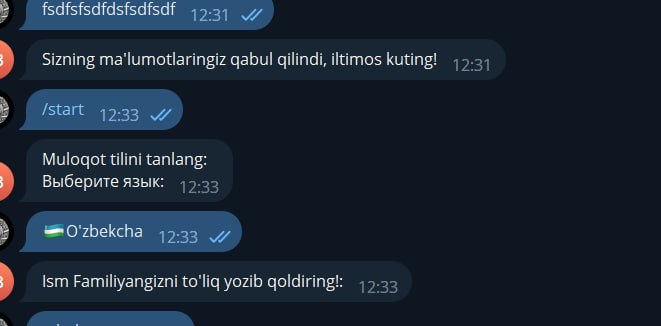 fsdfsfsdfdsfsdfsdf 12:31
Sizning ma'lumotlaringiz qabul qilindi, iltimos kuting! 12:31
/start 12:33
Muloqot tilini tanlang:
Выберите язык: 12:33
O'zbekcha 12:33
Ism Familiyangizni to'liq yozib qoldiring!: 12:33